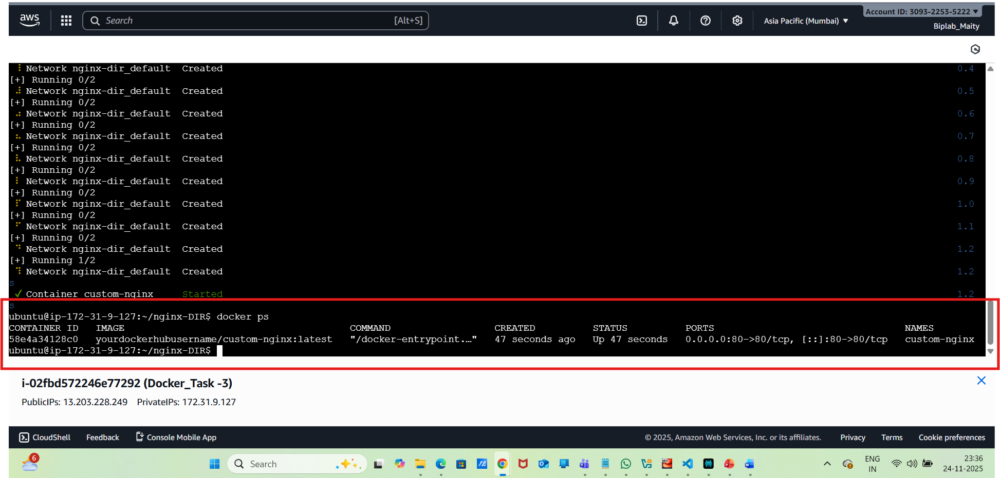 aws
Search [Alt+S]
Asia Pacific (Mumbai) ▼
Account ID: 3093-2253-5222 ▼
Biplab_Maity
⠸ Network nginx-dir_default  Created 0.4
[+] Running 0/2
⠼ Network nginx-dir_default  Created 0.5
[+] Running 0/2
⠴ Network nginx-dir_default  Created 0.6
[+] Running 0/2
⠦ Network nginx-dir_default  Created 0.7
[+] Running 0/2
⠧ Network nginx-dir_default  Created 0.8
[+] Running 0/2
⠇ Network nginx-dir_default  Created 0.9
[+] Running 0/2
⠏ Network nginx-dir_default  Created 1.0
[+] Running 0/2
⠋ Network nginx-dir_default  Created 1.1
[+] Running 0/2
⠙ Network nginx-dir_default  Created 1.2
[+] Running 1/2
⠹ Network nginx-dir_default  Created 1.2
s
✓ Container custom-nginx     Started 1.2
s
ubuntu@ip-172-31-9-127:~/nginx-DIR$ docker ps
CONTAINER ID   IMAGE   COMMAND   CREATED   STATUS   PORTS   NAMES
58e4a34128c0   yourdockerhubusername/custom-nginx:latest   "/docker-entrypoint.…"   47 seconds ago   Up 47 seconds   0.0.0.0:80->80/tcp, [::]:80->80/tcp   custom-nginx
ubuntu@ip-172-31-9-127:~/nginx-DIR$
i-02fbd572246e77292 (Docker_Task -3)
PublicIPs: 13.203.228.249 PrivateIPs: 172.31.9.127
CloudShell Feedback Console Mobile App © 2025, Amazon Web Services, Inc. or its affiliates. Privacy Terms Cookie preferences
6
Search
ENG
IN
23:36
24-11-2025